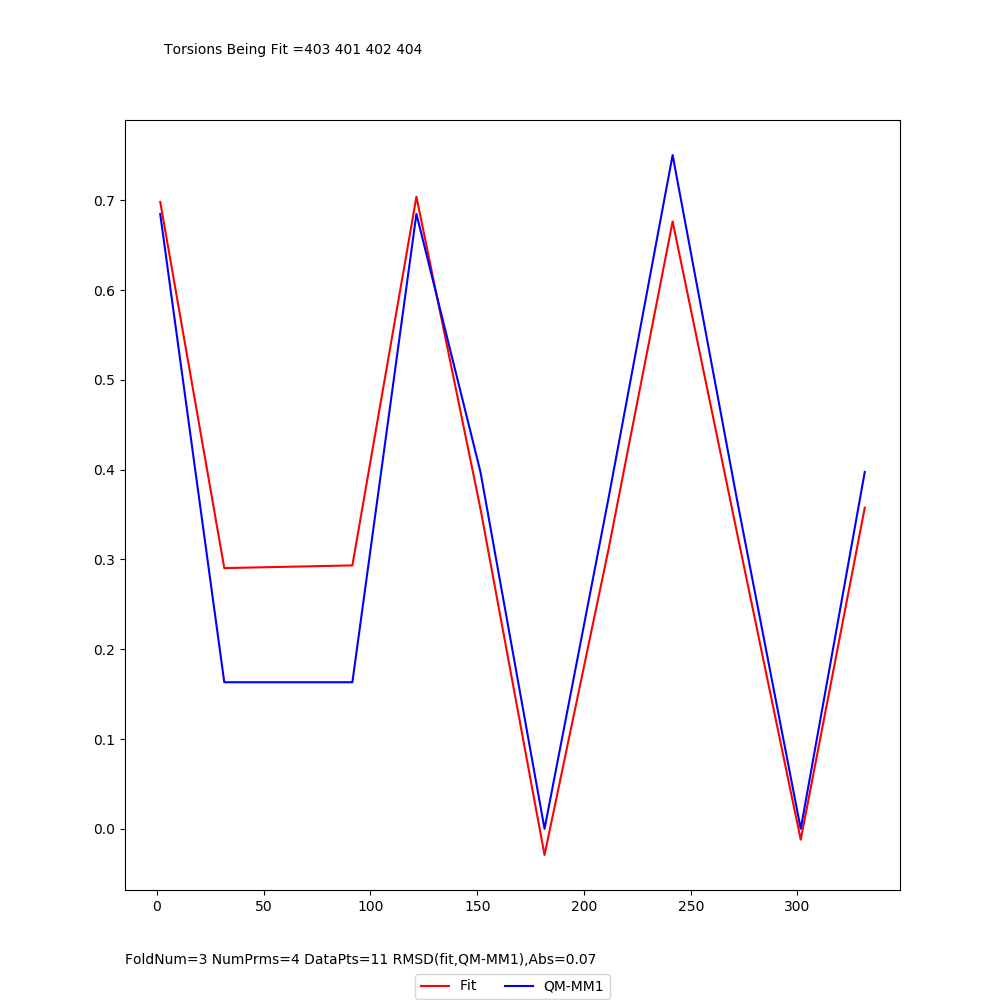 Torsions Being Fit =403 401 402 404
0.7
0.6
0.5
0.4
0.3
0.2
0.1
0.0
0 50 100 150 200 250 300
FoldNum=3 NumPrms=4 DataPts=11 RMSD(fit,QM-MM1),Abs=0.07
Fit QM-MM1